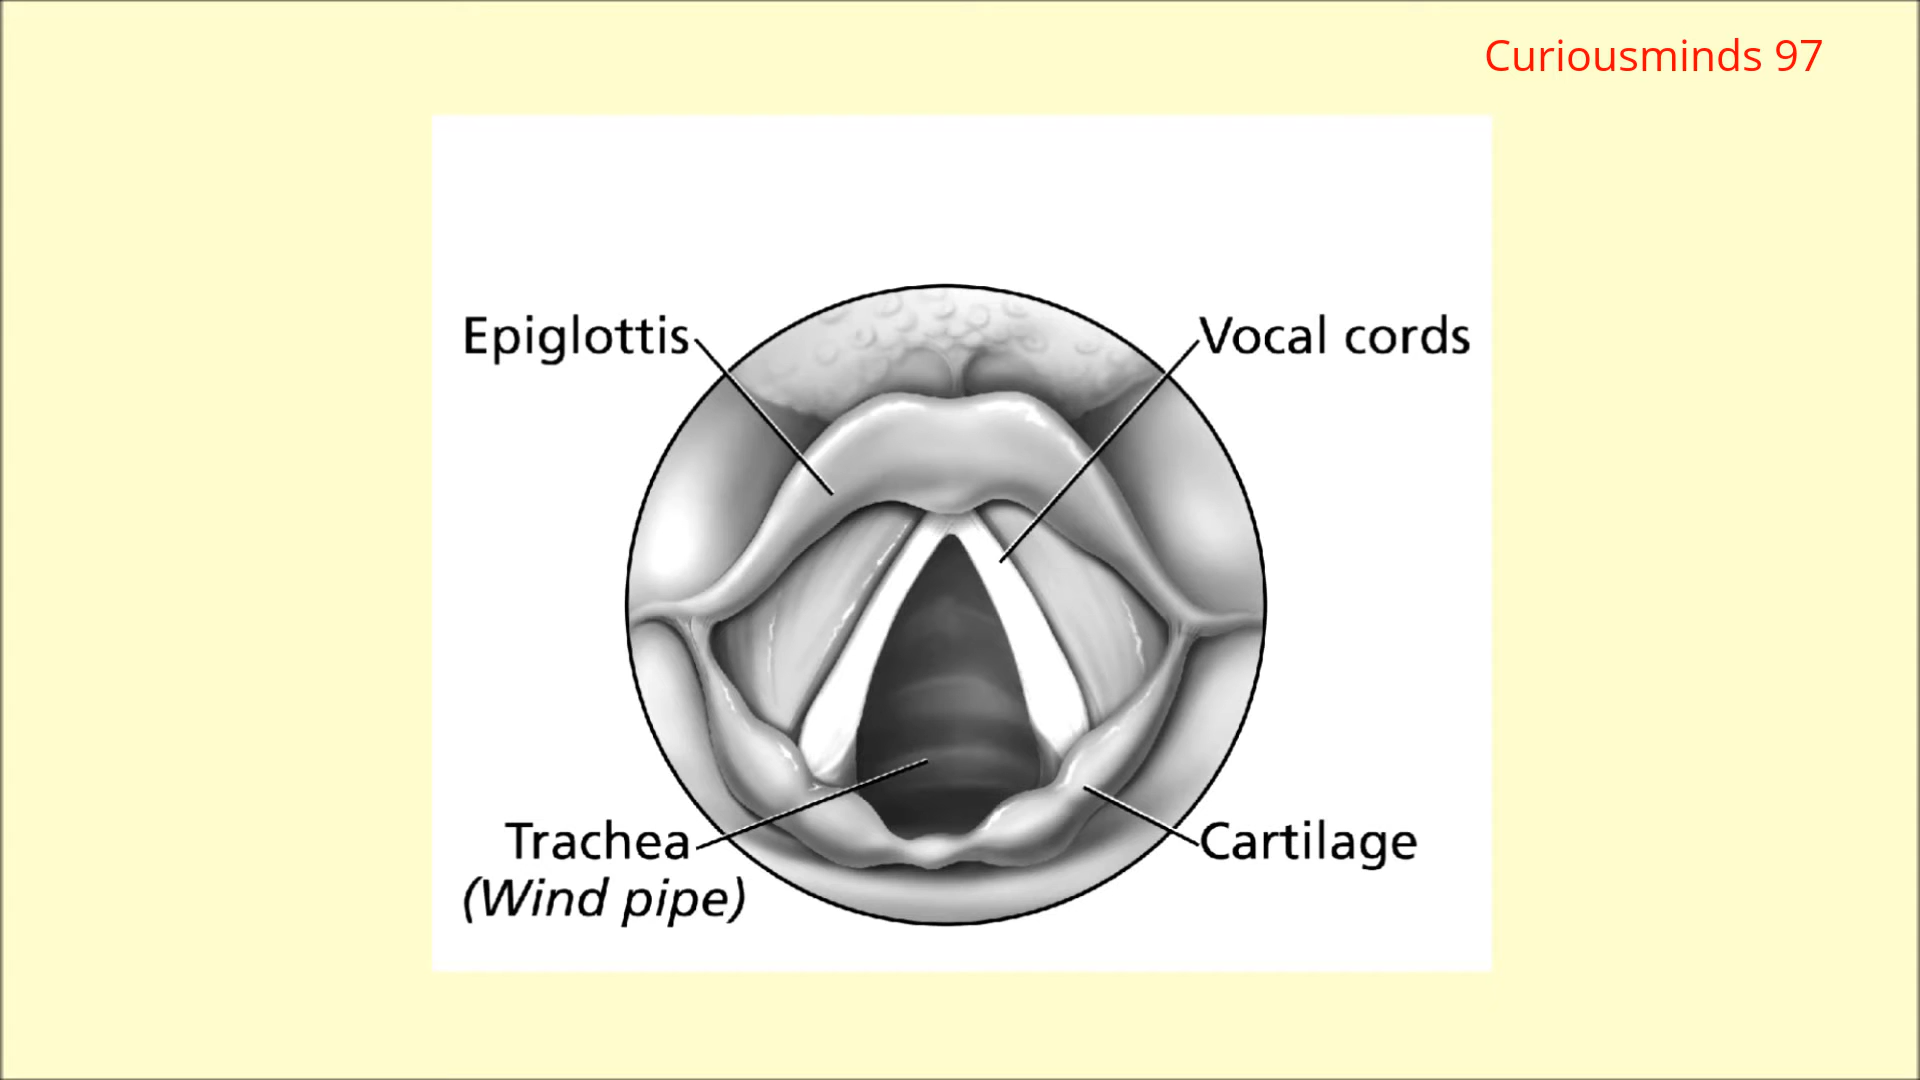 Curiousminds 97
Epiglottis
Vocal cords
Trachea
(Wind pipe)
Cartilage